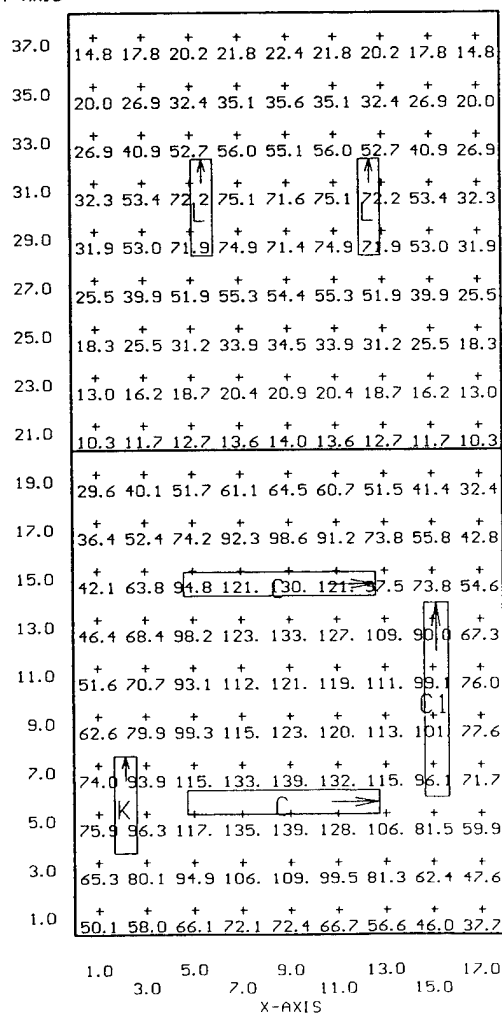 37.0 14.8 17.8 20.2 21.8 22.4 21.8 20.2 17.8 14.8
35.0 20.0 26.9 32.4 35.1 35.6 35.1 32.4 26.9 20.0
33.0 26.9 40.9 52.7 56.0 55.1 56.0 52.7 40.9 26.9
31.0 32.3 53.4 72.2 75.1 71.6 75.1 72.2 53.4 32.3
L L
29.0 31.9 53.0 71.9 74.9 71.4 74.9 71.9 53.0 31.9
27.0 25.5 39.9 51.9 55.3 54.4 55.3 51.9 39.9 25.5
25.0 18.3 25.5 31.2 33.9 34.5 33.9 31.2 25.5 18.3
23.0 13.0 16.2 18.7 20.4 20.9 20.4 18.7 16.2 13.0
21.0 10.3 11.7 12.7 13.6 14.0 13.6 12.7 11.7 10.3
19.0 29.6 40.1 51.7 61.1 64.5 60.7 51.5 41.4 32.4
17.0 36.4 52.4 74.2 92.3 98.6 91.2 73.8 55.8 42.8
15.0 42.1 63.8 94.8 121. C 130. 121. 97.5 73.8 54.6
13.0 46.4 68.4 98.2 123. 133. 127. 109. 90.0 67.3
11.0 51.6 70.7 93.1 112. 121. 119. 111. 99.1 76.0
C1
9.0 62.6 79.9 99.3 115. 123. 120. 113. 101. 77.6
7.0 74.0 93.9 115. 133. 139. 132. 115. 96.1 71.7
K C
5.0 75.9 96.3 117. 135. 139. 128. 106. 81.5 59.9
3.0 65.3 80.1 94.9 106. 109. 99.5 81.3 62.4 47.6
1.0 50.1 58.0 66.1 72.1 72.4 66.7 56.6 46.0 37.7
1.0 5.0 9.0 13.0 17.0
3.0 7.0 11.0 15.0
X-AXIS